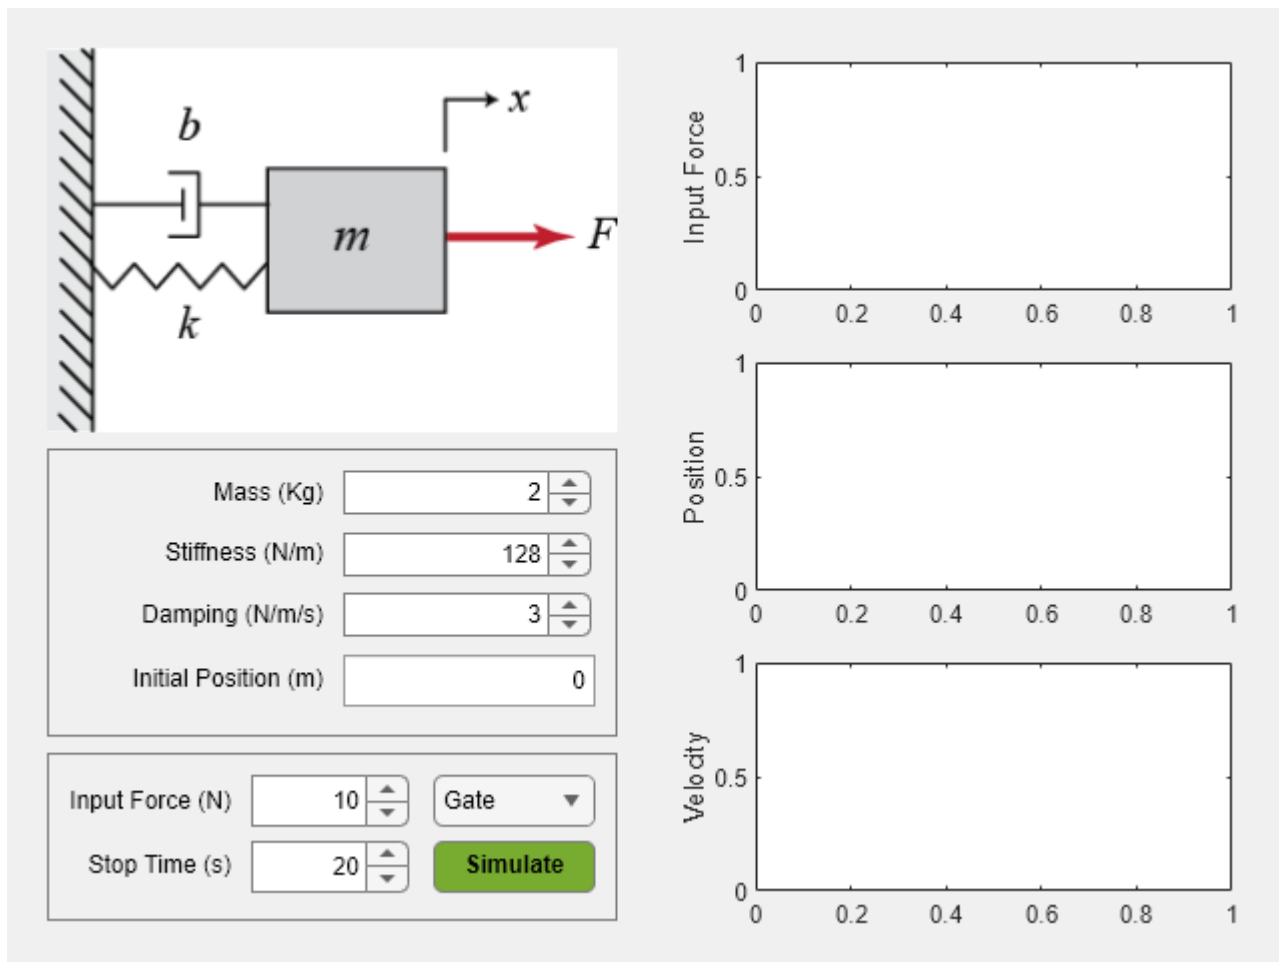 b
x
m
F
k
Mass (Kg) 2
Stiffness (N/m) 128
Damping (N/m/s) 3
Initial Position (m) 0
Input Force (N) 10 Gate
Stop Time (s) 20 Simulate
Input Force
1
0.5
0
0 0.2 0.4 0.6 0.8 1
Position
1
0.5
0
0 0.2 0.4 0.6 0.8 1
Velocity
1
0.5
0
0 0.2 0.4 0.6 0.8 1